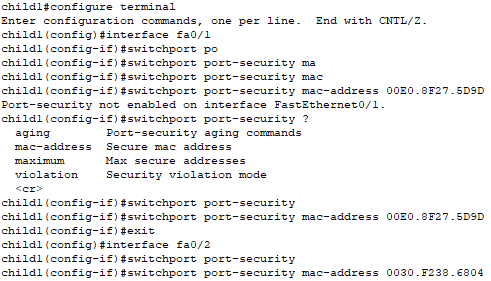 child1#configure terminal
Enter configuration commands, one per line.  End with CNTL/Z.
child1(config)#interface fa0/1
child1(config-if)#switchport po
child1(config-if)#switchport port-security ma
child1(config-if)#switchport port-security mac
child1(config-if)#switchport port-security mac-address 00E0.8F27.5D9D
Port-security not enabled on interface FastEthernet0/1.
child1(config-if)#switchport port-security ?
  aging        Port-security aging commands
  mac-address  Secure mac address
  maximum      Max secure addresses
  violation    Security violation mode
  <cr>
child1(config-if)#switchport port-security
child1(config-if)#switchport port-security mac-address 00E0.8F27.5D9D
child1(config-if)#exit
child1(config)#interface fa0/2
child1(config-if)#switchport port-security
child1(config-if)#switchport port-security mac-address 0030.F238.6804